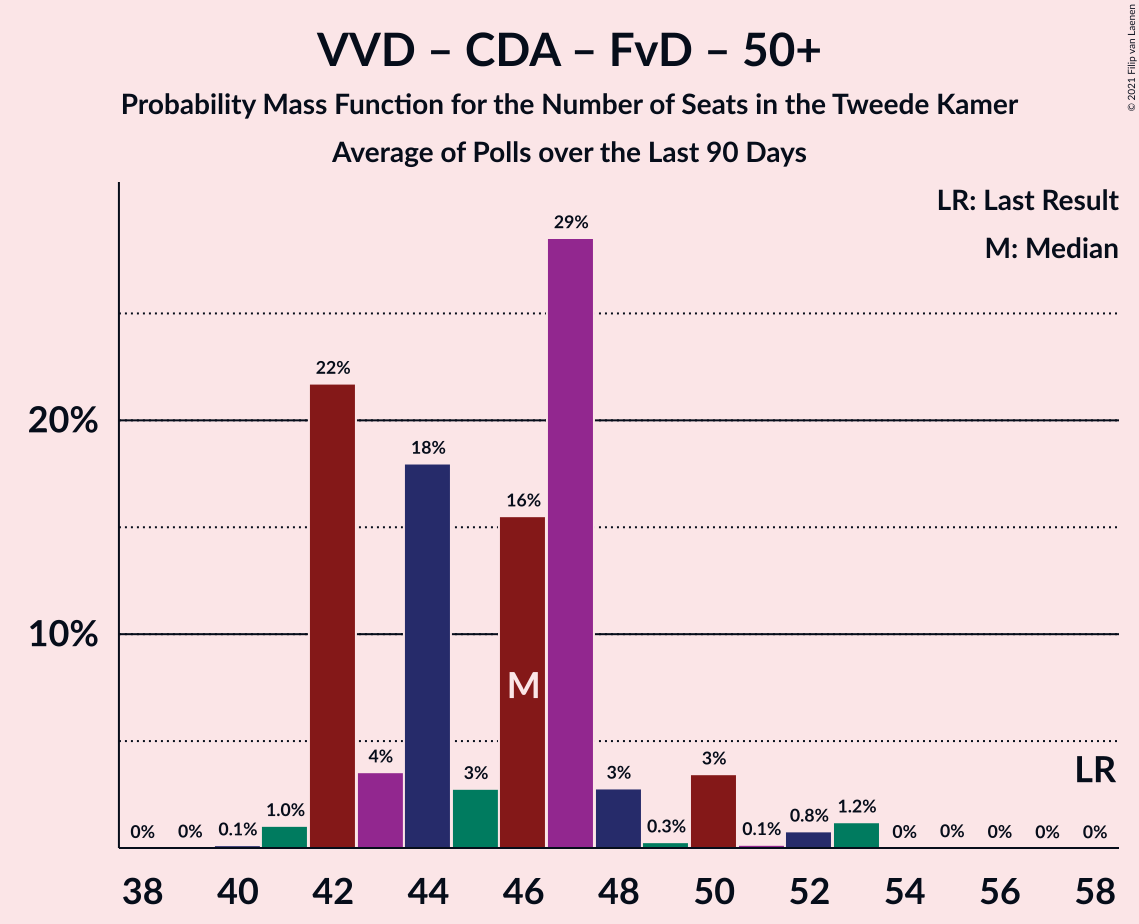 VVD – CDA – FvD – 50+
Probability Mass Function for the Number of Seats in the Tweede Kamer
Average of Polls over the Last 90 Days
© 2021 Filip van Laenen
LR: Last Result
M: Median
20%
10%
0%
0%
0.1%
1.0%
22%
4%
18%
3%
16%
29%
3%
0.3%
3%
0.1%
0.8%
1.2%
0%
0%
0%
0%
0%
M
LR
38 40 42 44 46 48 50 52 54 56 58